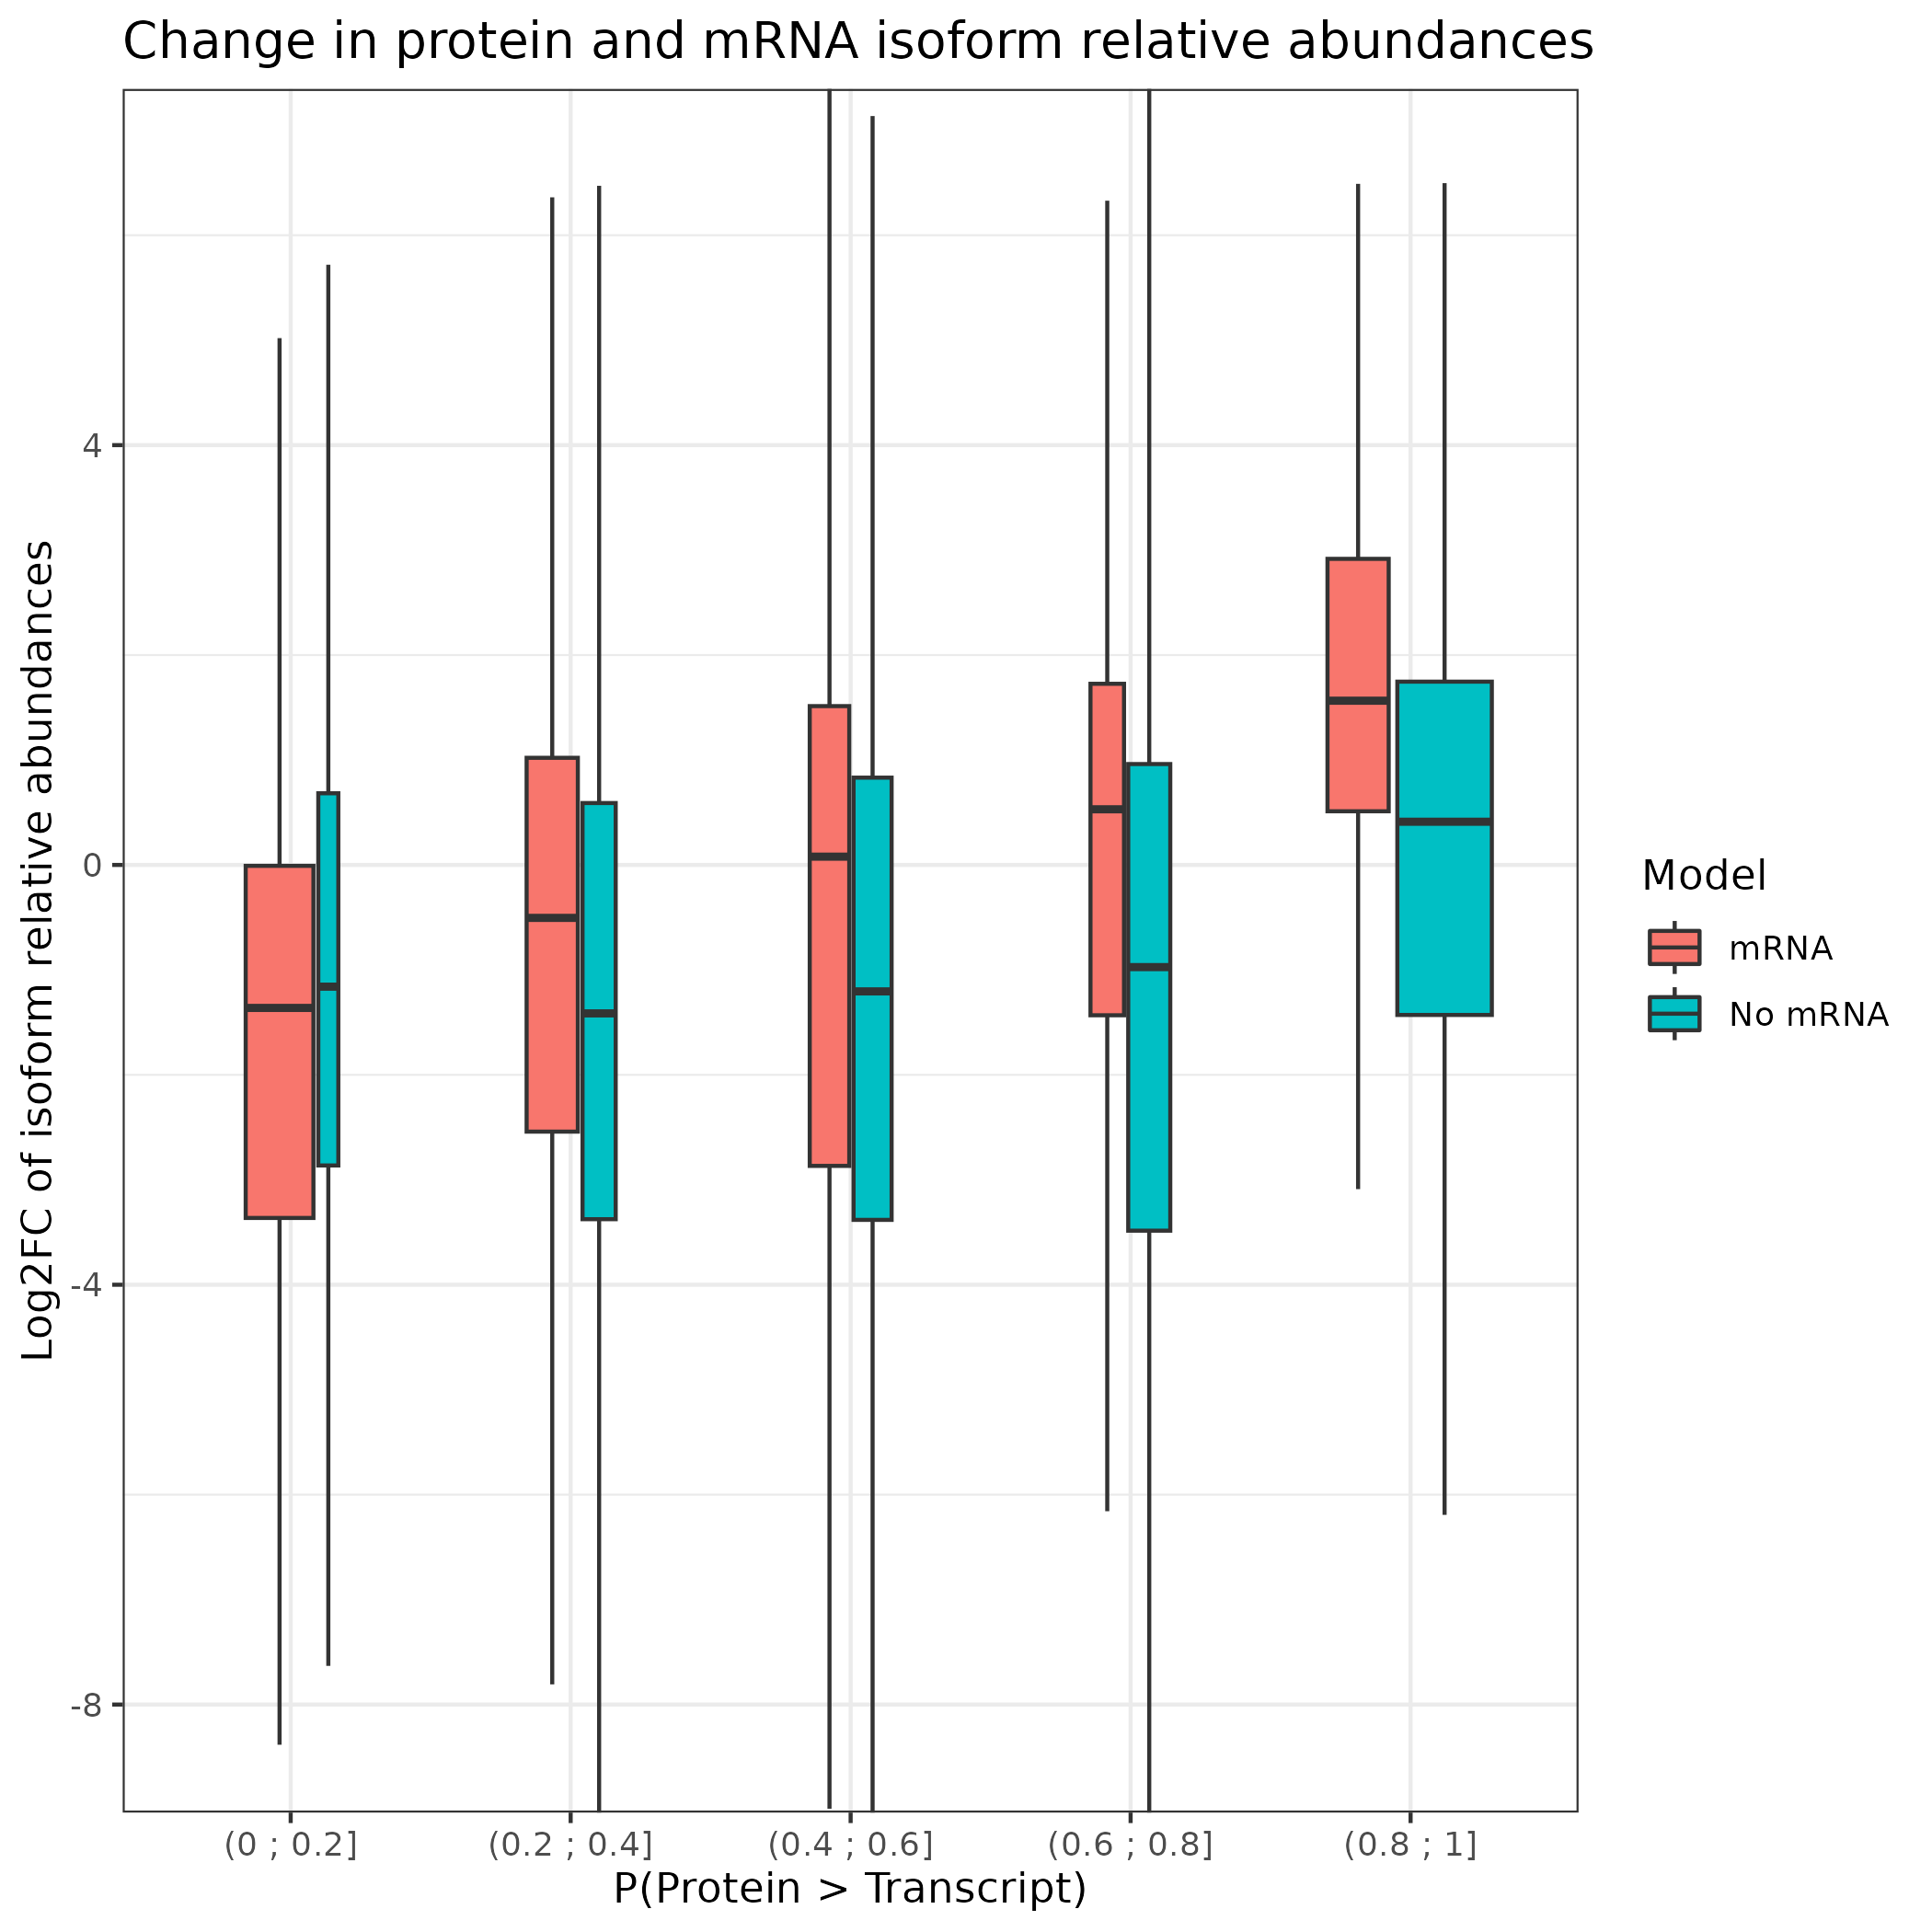 Change in protein and mRNA isoform relative abundances
Log2FC of isoform relative abundances
4
0
-4
-8
(0 ; 0.2]
(0.2 ; 0.4]
(0.4 ; 0.6]
(0.6 ; 0.8]
(0.8 ; 1]
P(Protein > Transcript)
Model
mRNA
No mRNA